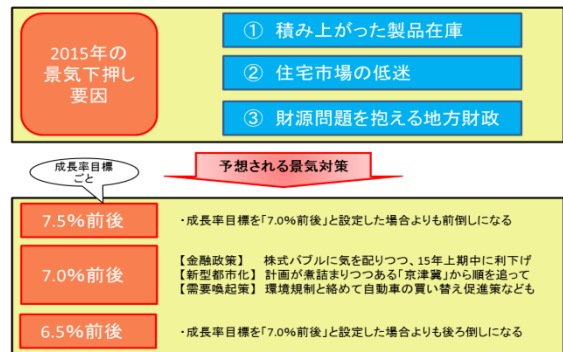 2015年の
景気下押し
要因
① 積み上がった製品在庫
② 住宅市場の低迷
③ 財源問題を抱える地方財政
成長率目標
ごと
予想される景気対策
7.5%前後
・成長率目標を「7.0%前後」と設定した場合よりも前倒しになる
7.0%前後
【金融政策】 株式バブルに気を配りつつ、15年上期中に利下げ
【新型都市化】 計画が煮詰まりつつある「京津冀」から順を追って
【需要喚起策】 環境規制と絡めて自動車の買い替え促進策なども
6.5%前後
・成長率目標を「7.0%前後」と設定した場合よりも後ろ倒しになる